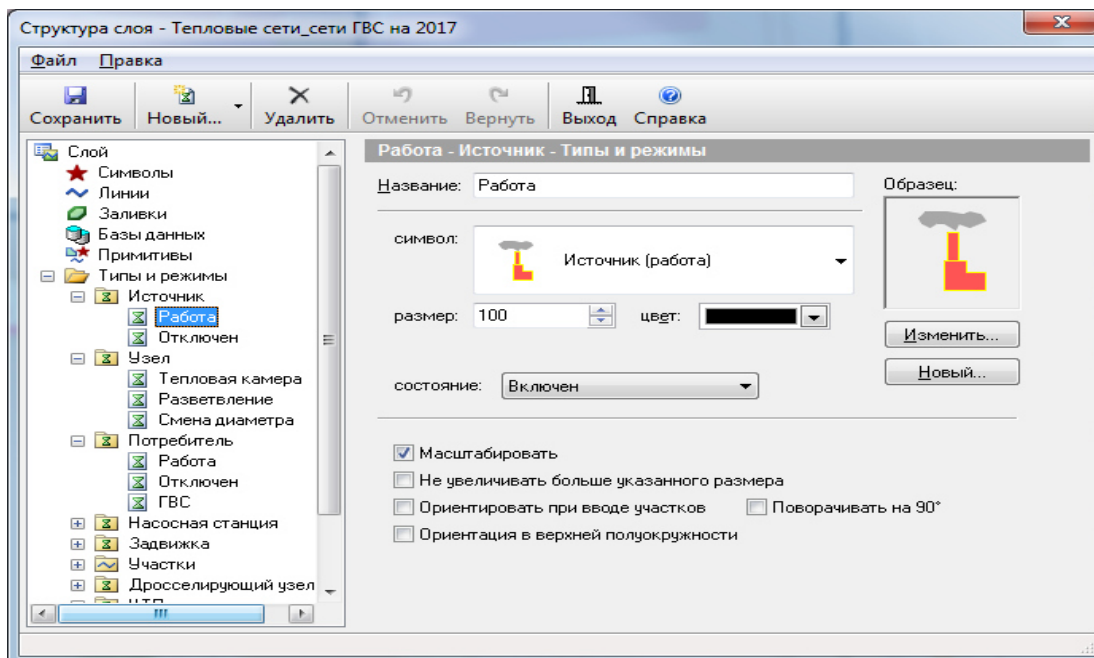 Структура слоя - Тепловые сети_сети ГВС на 2017
Файл Правка
Сохранить Новый... Удалить Отменить Вернуть Выход Справка
Слой
Символы
Линии
Заливки
Базы данных
Примитивы
Типы и режимы
Источник
Работа
Отключен
Узел
Тепловая камера
Разветвление
Смена диаметра
Потребитель
Работа
Отключен
ГВС
Насосная станция
Задвижка
Участки
Дросселирующий узел
Работа - Источник - Типы и режимы
Название: Работа
Образец:
символ: Источник (работа)
размер: 100 цвет:
Изменить...
Новый...
состояние: Включен
Масштабировать
Не увеличивать больше указанного размера
Ориентировать при вводе участков Поворачивать на 90°
Ориентация в верхней полуокружности